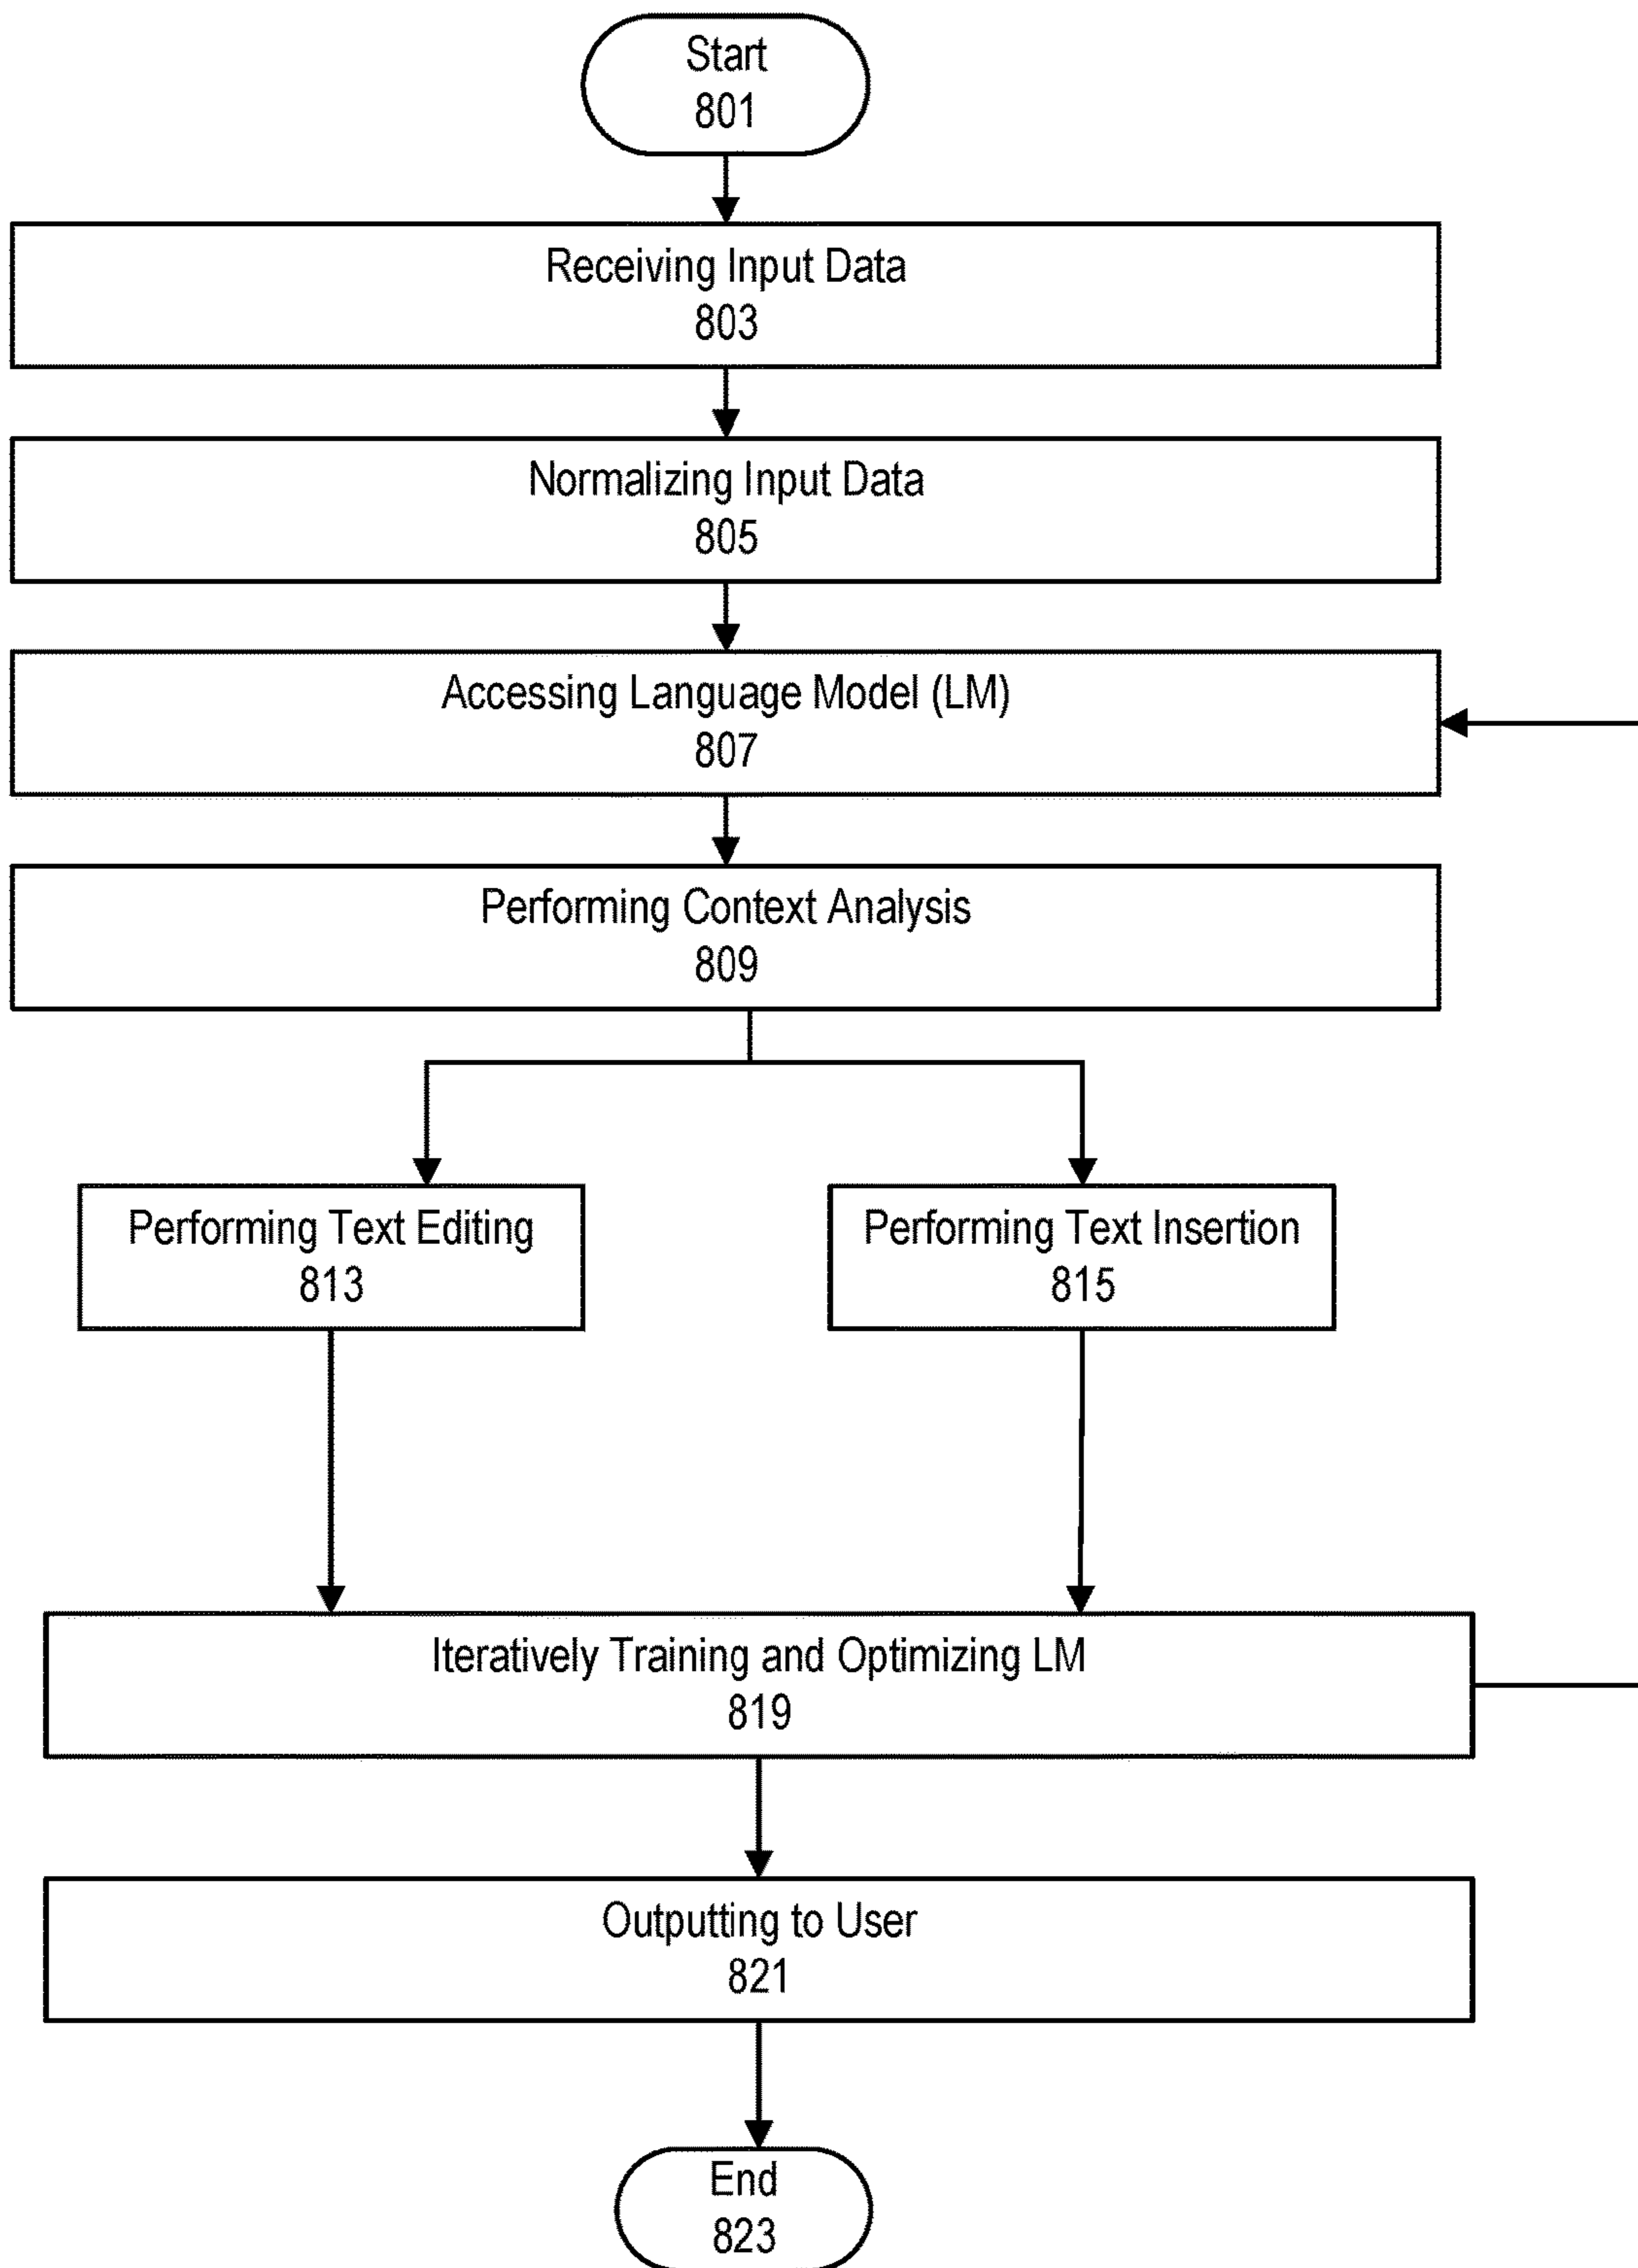 Start
801
Receiving Input Data
803
Normalizing Input Data
805
Accessing Language Model (LM)
807
Performing Context Analysis
809
Performing Text Editing
813
Performing Text Insertion
815
Iteratively Training and Optimizing LM
819
Outputting to User
821
End
823